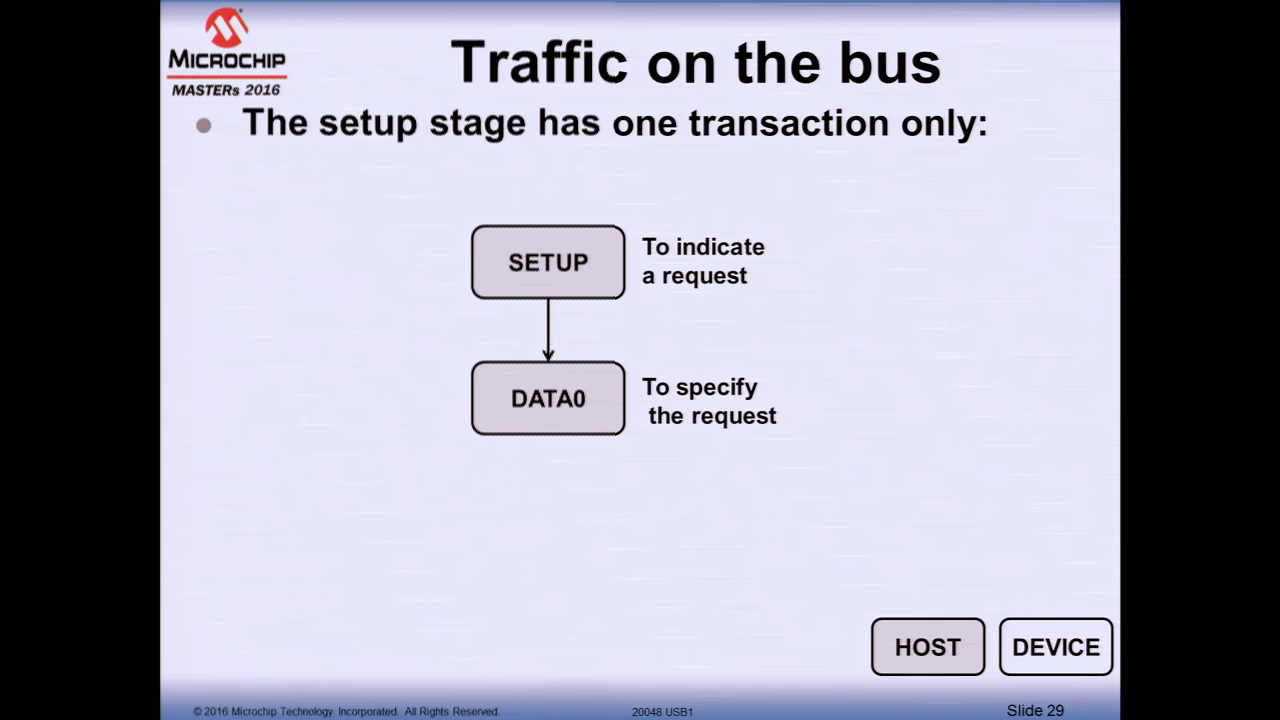 MICROCHIP
MASTERs 2016
Traffic on the bus
The setup stage has one transaction only:
SETUP
To indicate
a request
DATA0
To specify
the request
HOST
DEVICE
© 2016 Microchip Technology Incorporated. All Rights Reserved.
20048 USB1
Slide 29